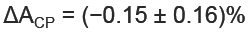 ΔA_CP = (−0.15 ± 0.16)%